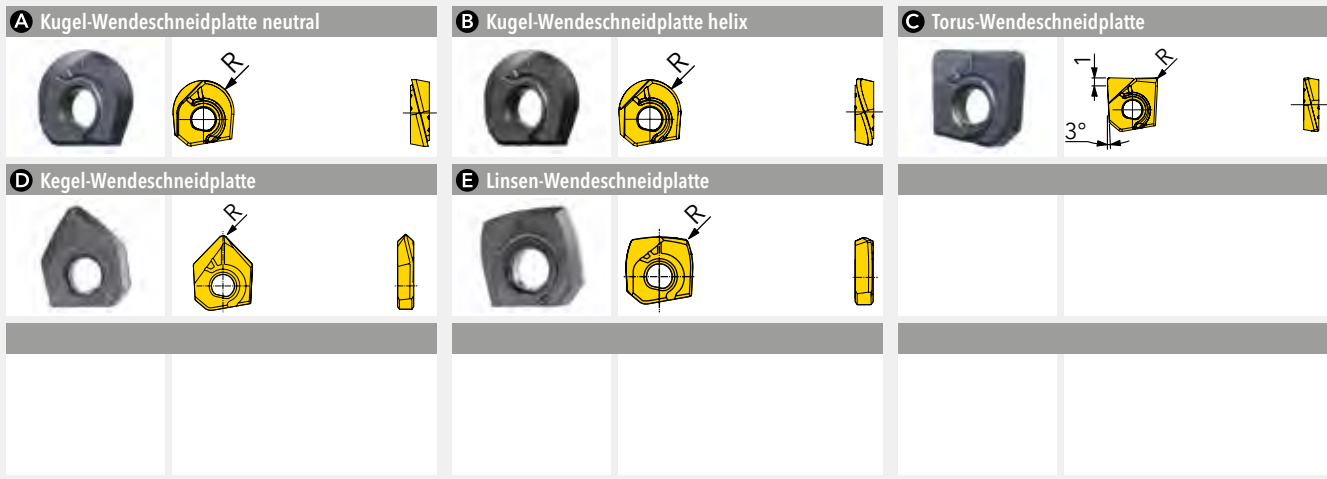 A Kugel-Wendeschneidplatte neutral
B Kugel-Wendeschneidplatte helix
C Torus-Wendeschneidplatte
R
R
1
R
3°
D Kegel-Wendeschneidplatte
E Linsen-Wendeschneidplatte
R
R